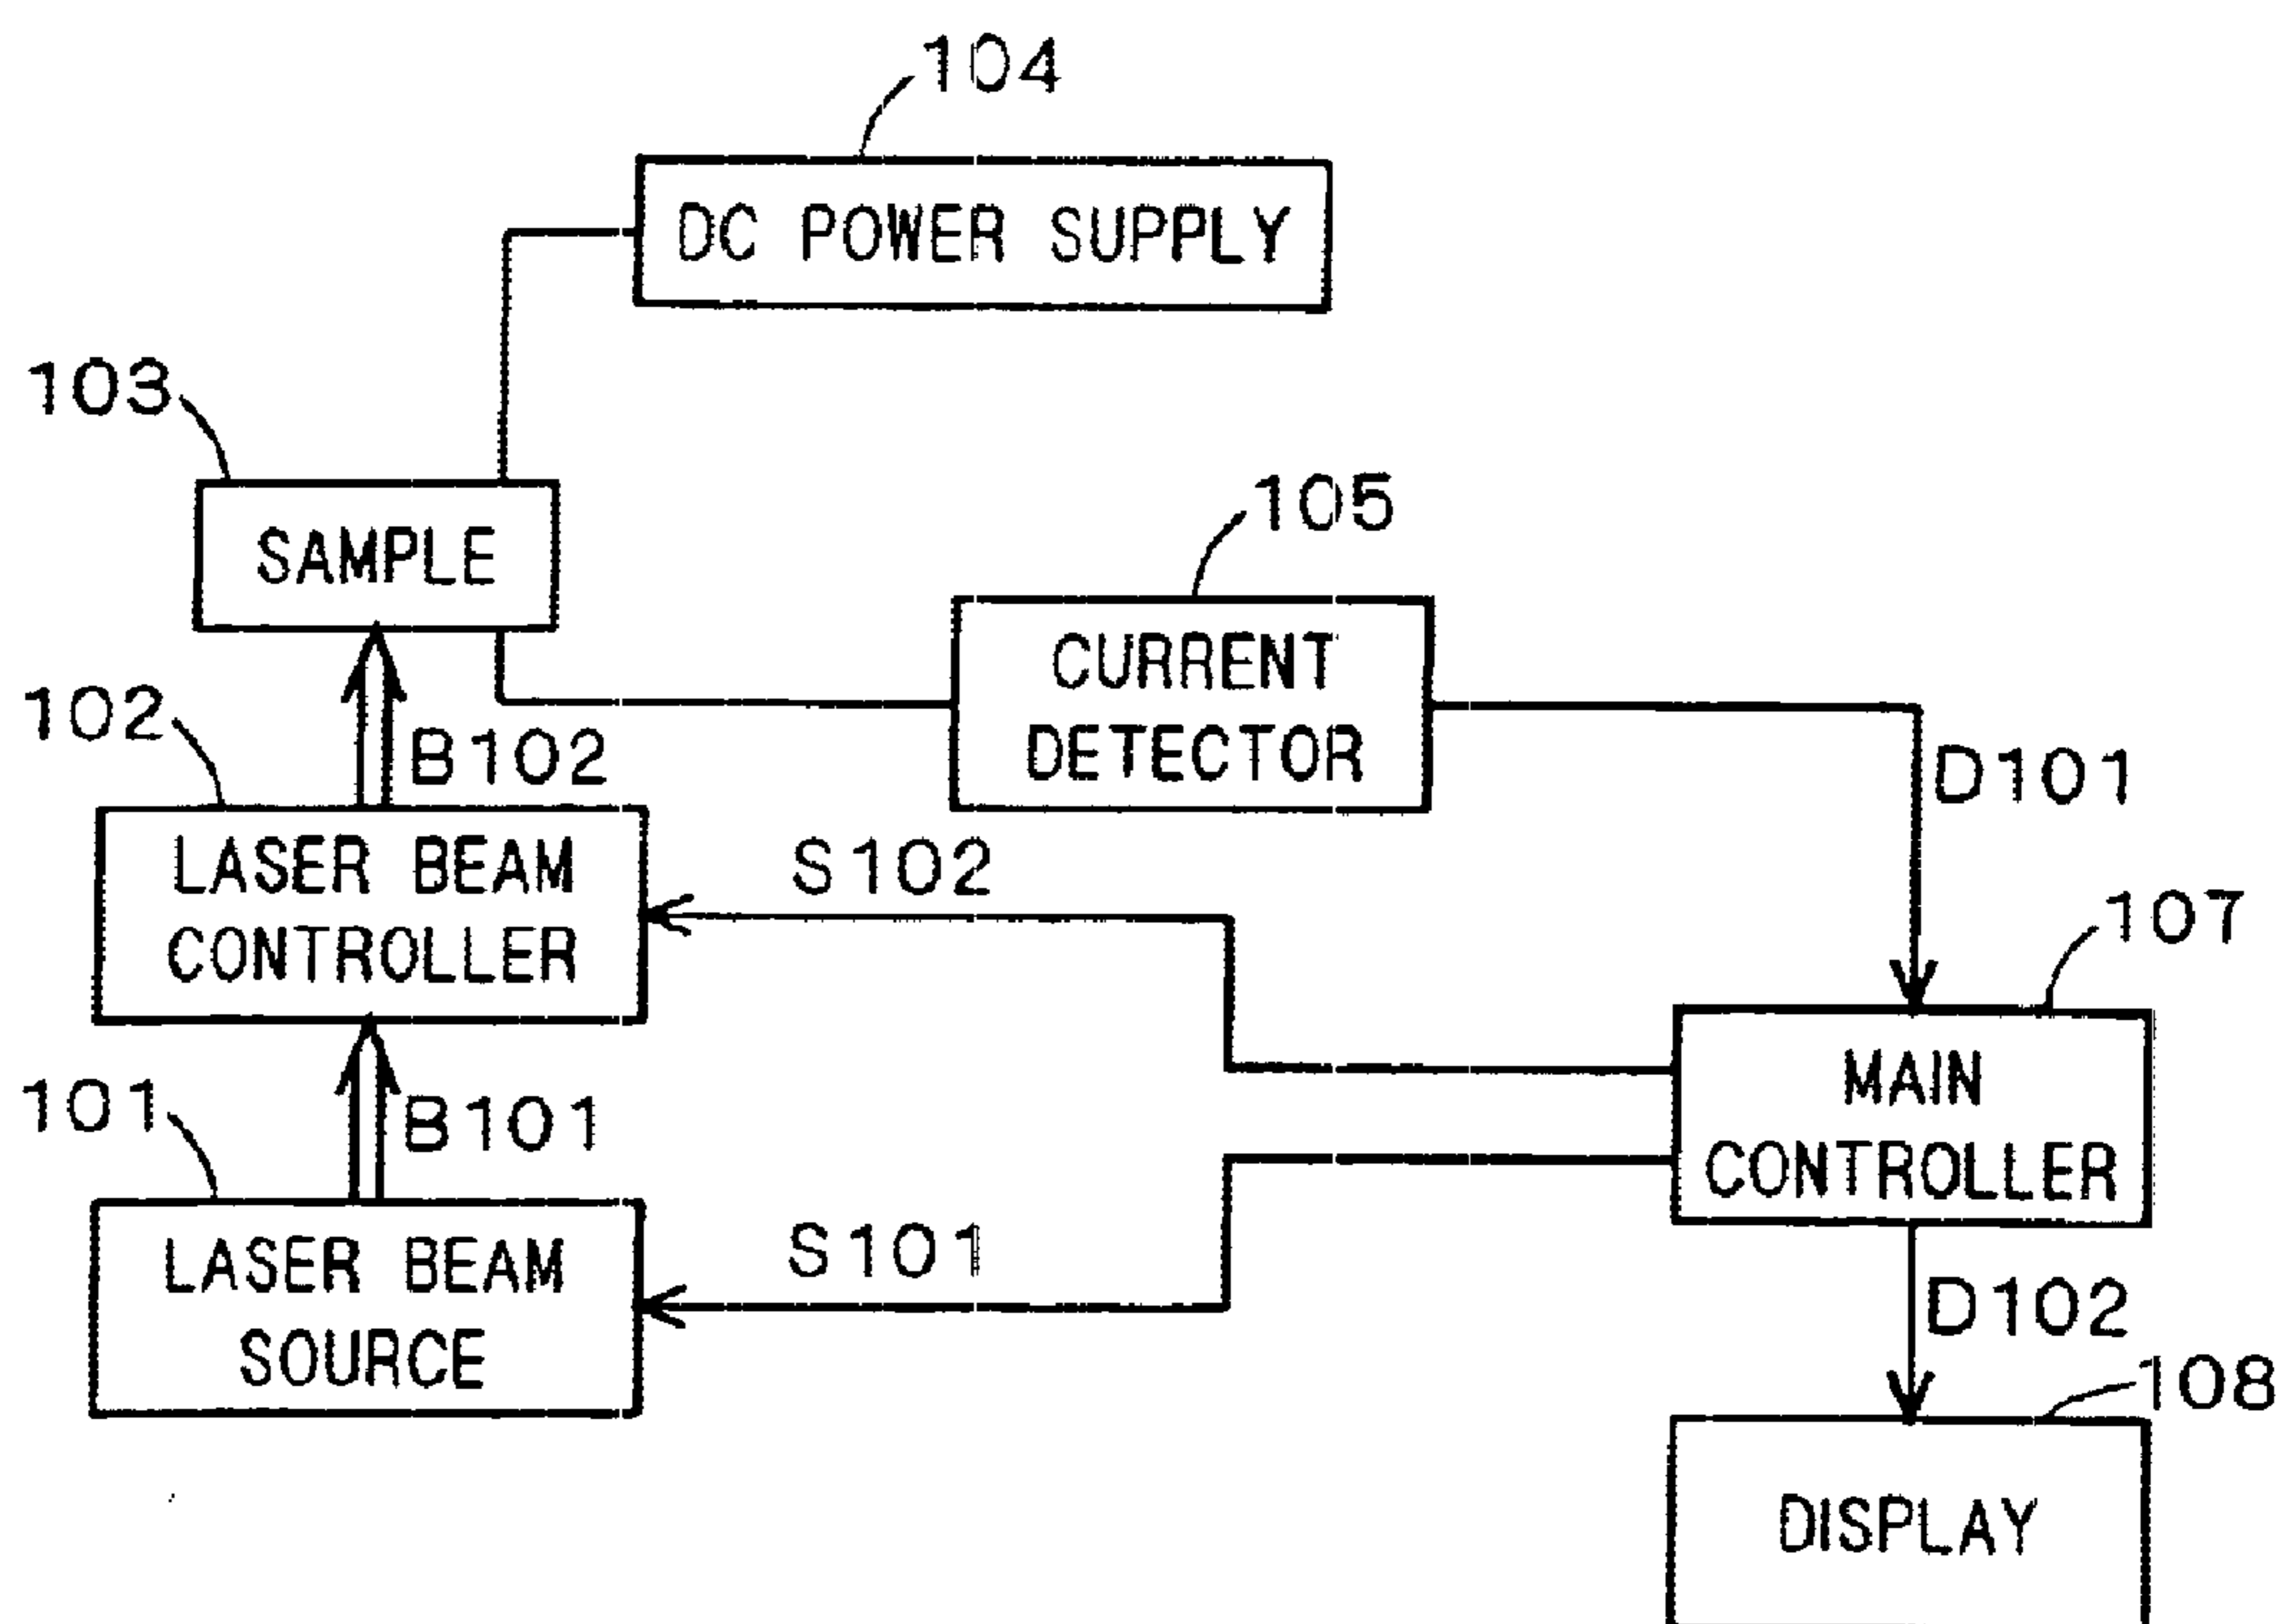 104
DC POWER SUPPLY
103
SAMPLE
105
CURRENT
DETECTOR
102
B102
D101
LASER BEAM
CONTROLLER
S102
107
MAIN
CONTROLLER
101
B101
LASER BEAM
SOURCE
S101
D102
108
DISPLAY